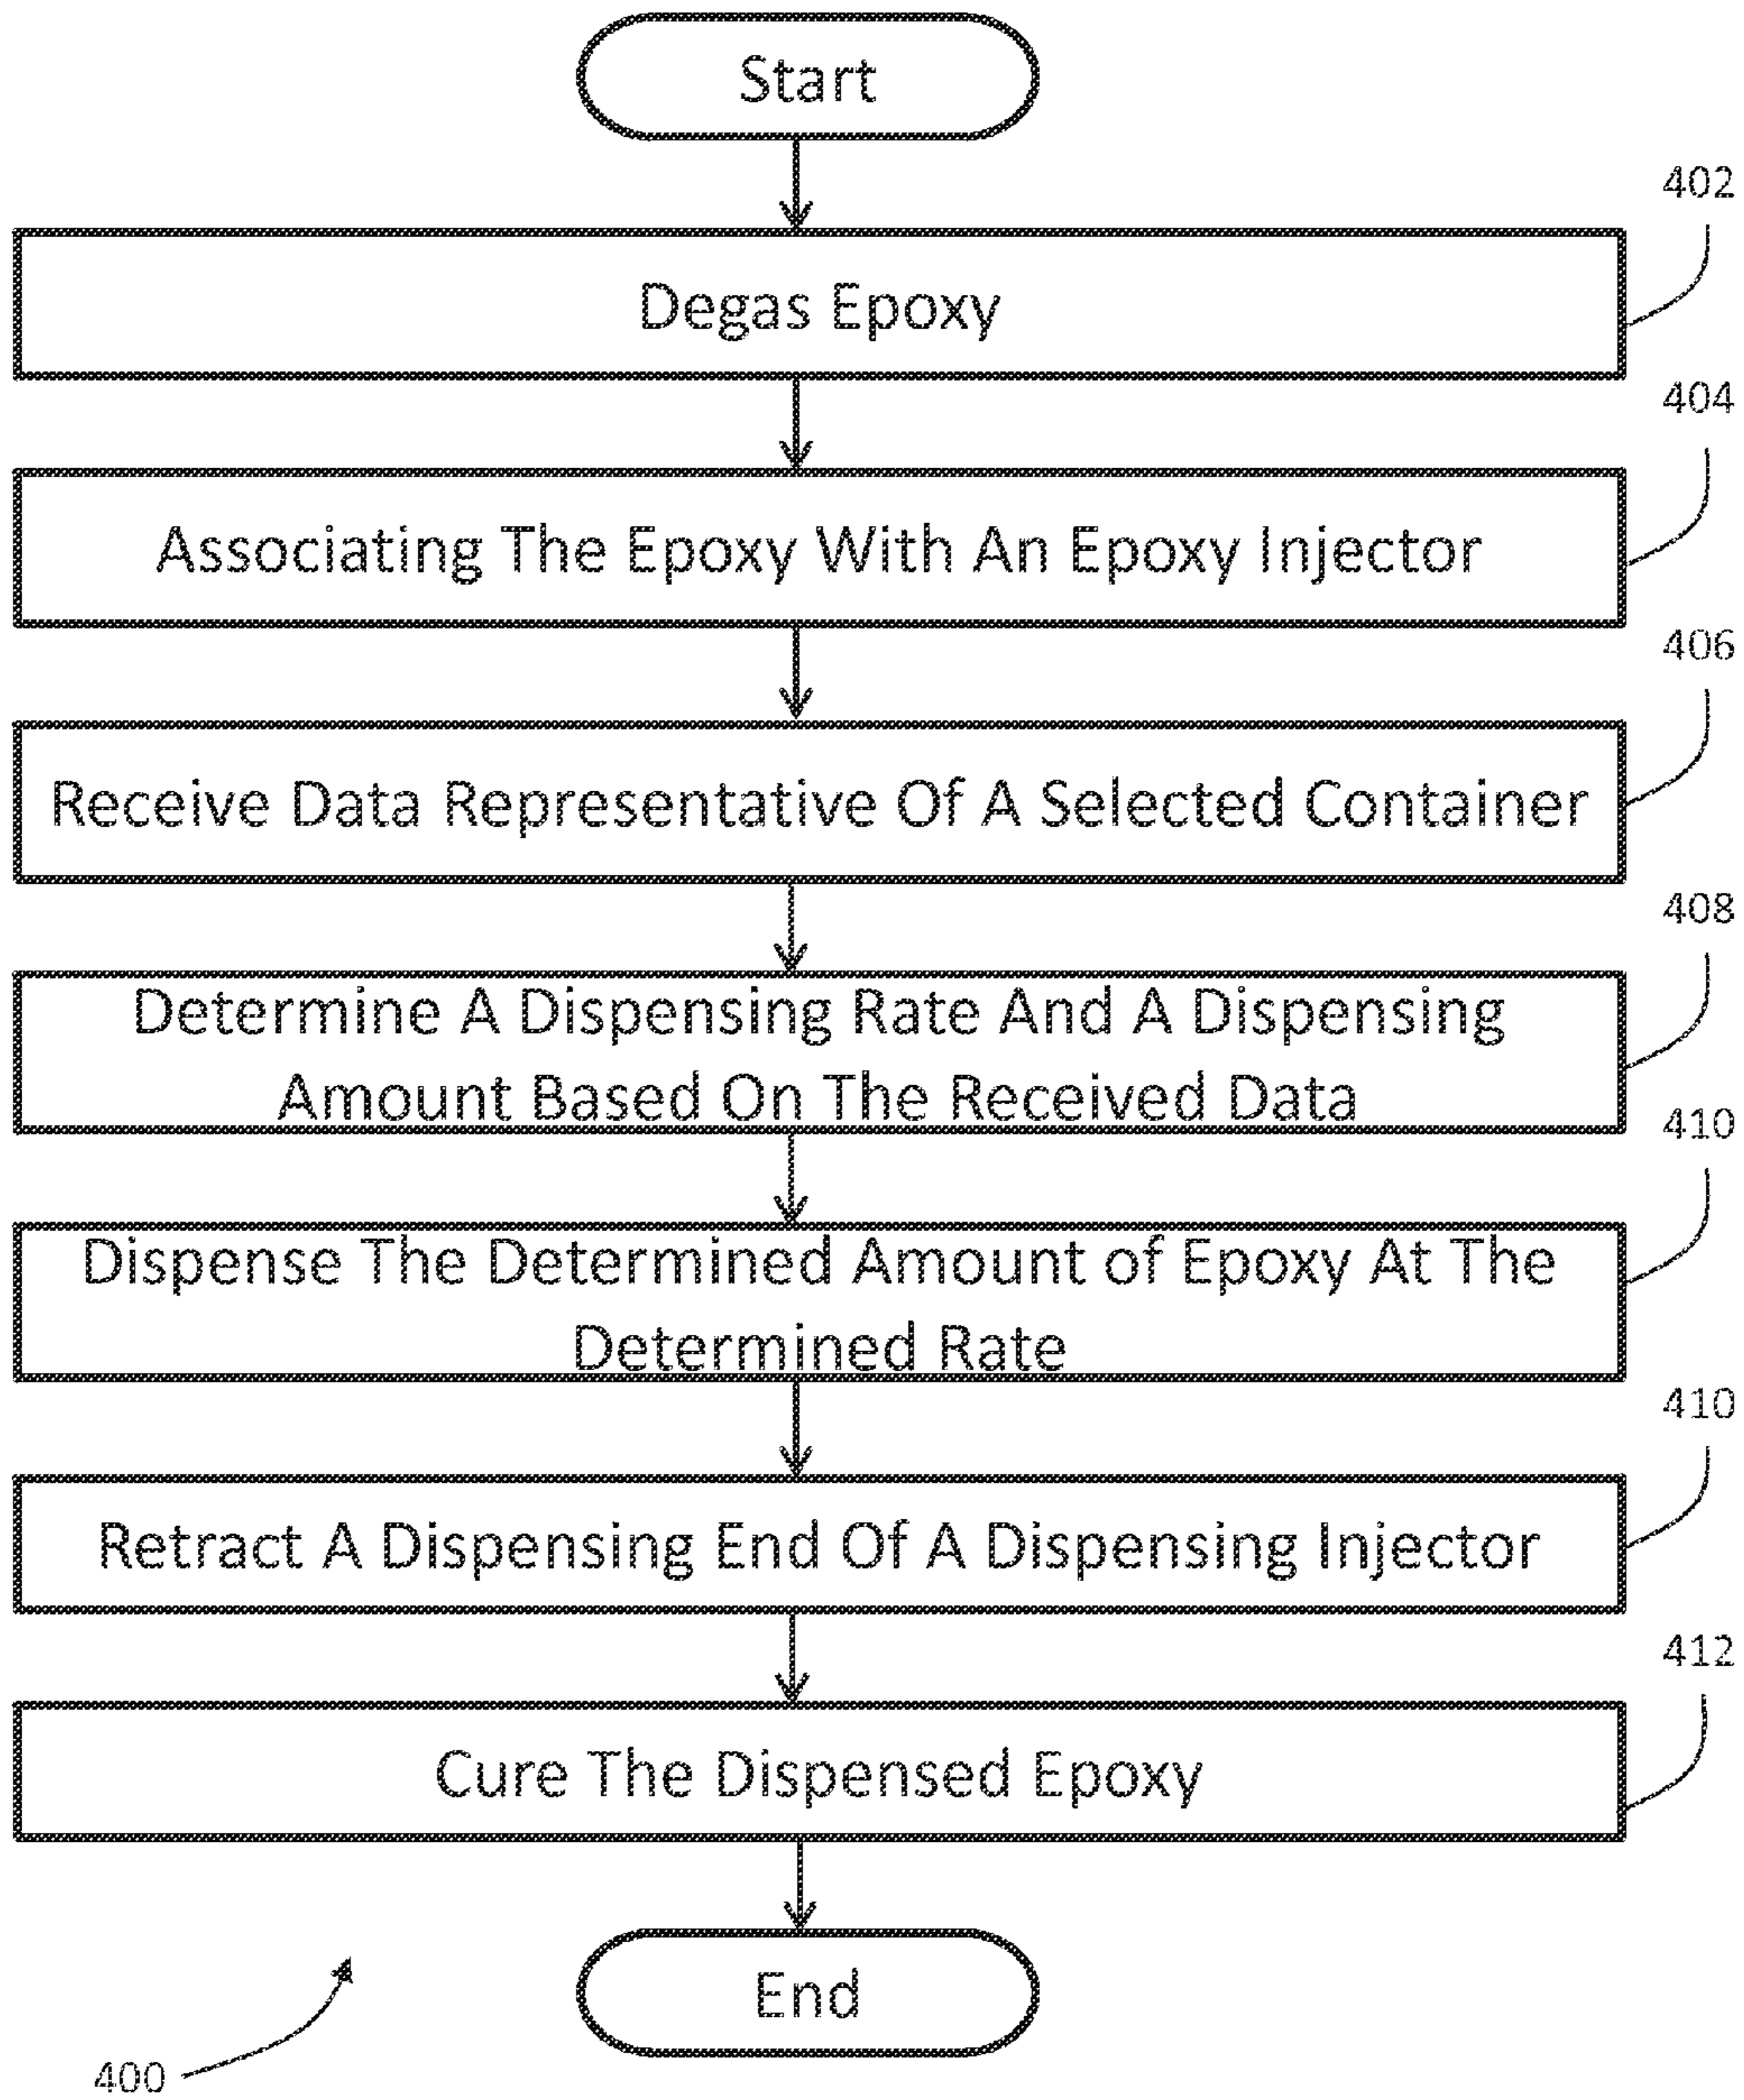 Start
402
Degas Epoxy
404
Associating The Epoxy With An Epoxy Injector
406
Receive Data Representative Of A Selected Container
408
Determine A Dispensing Rate And A Dispensing
Amount Based On The Received Data
410
Dispense The Determined Amount of Epoxy At The
Determined Rate
410
Retract A Dispensing End Of A Dispensing Injector
412
Cure The Dispensed Epoxy
End
400